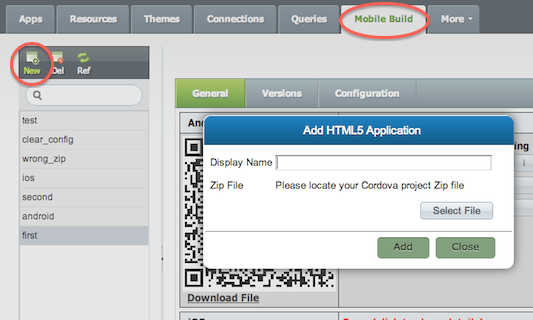 Apps Resources Themes Connections Queries Mobile Build More
New Del Ref
General Versions Configuration
test
clear_config
wrong_zip
ios
second
android
first
Add HTML5 Application
Display Name
Zip File Please locate your Cordova project Zip file
Select File
Add Close
Download File